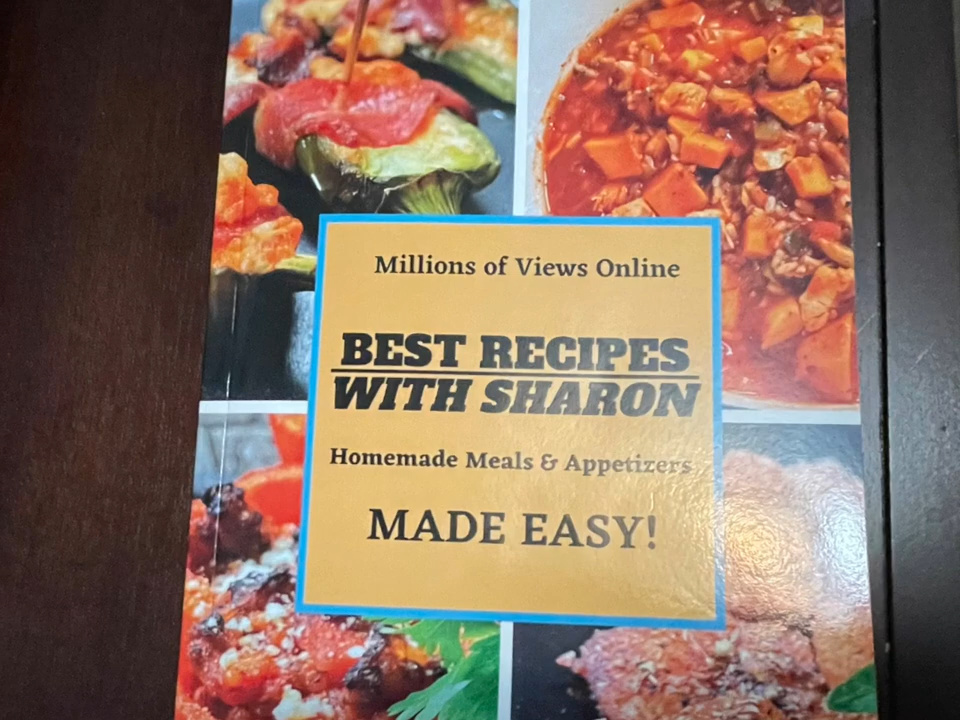 Millions of Views Online
BEST RECIPES
WITH SHARON
Homemade Meals & Appetizers
MADE EASY!